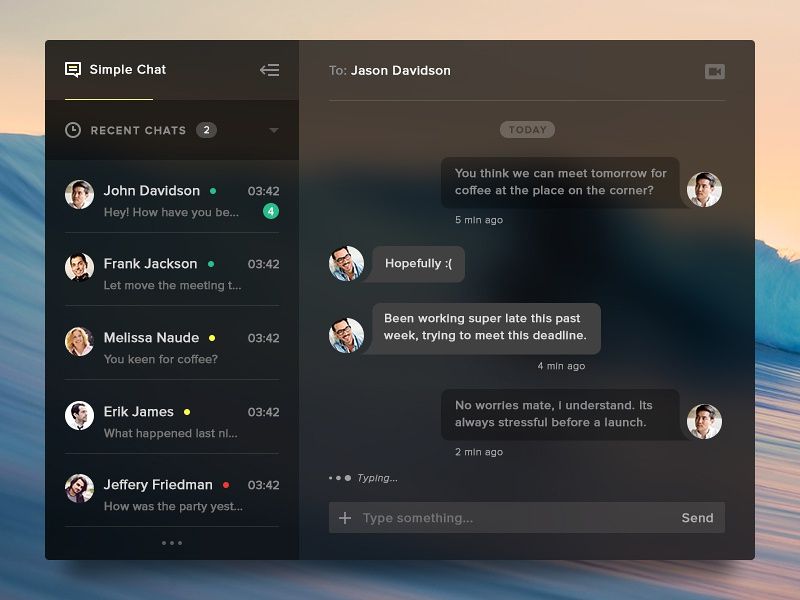 Simple Chat
RECENT CHATS 2
John Davidson 03:42
Hey! How have you be... 4
Frank Jackson 03:42
Let move the meeting t...
Melissa Naude 03:42
You keen for coffee?
Erik James 03:42
What happened last ni...
Jeffery Friedman 03:42
How was the party yest...
To: Jason Davidson
TODAY
You think we can meet tomorrow for
coffee at the place on the corner?
5 min ago
Hopefully :(
Been working super late this past
week, trying to meet this deadline.
4 min ago
No worries mate, i understand. Its
always stressful before a launch.
2 min ago
Typing...
Type something... Send